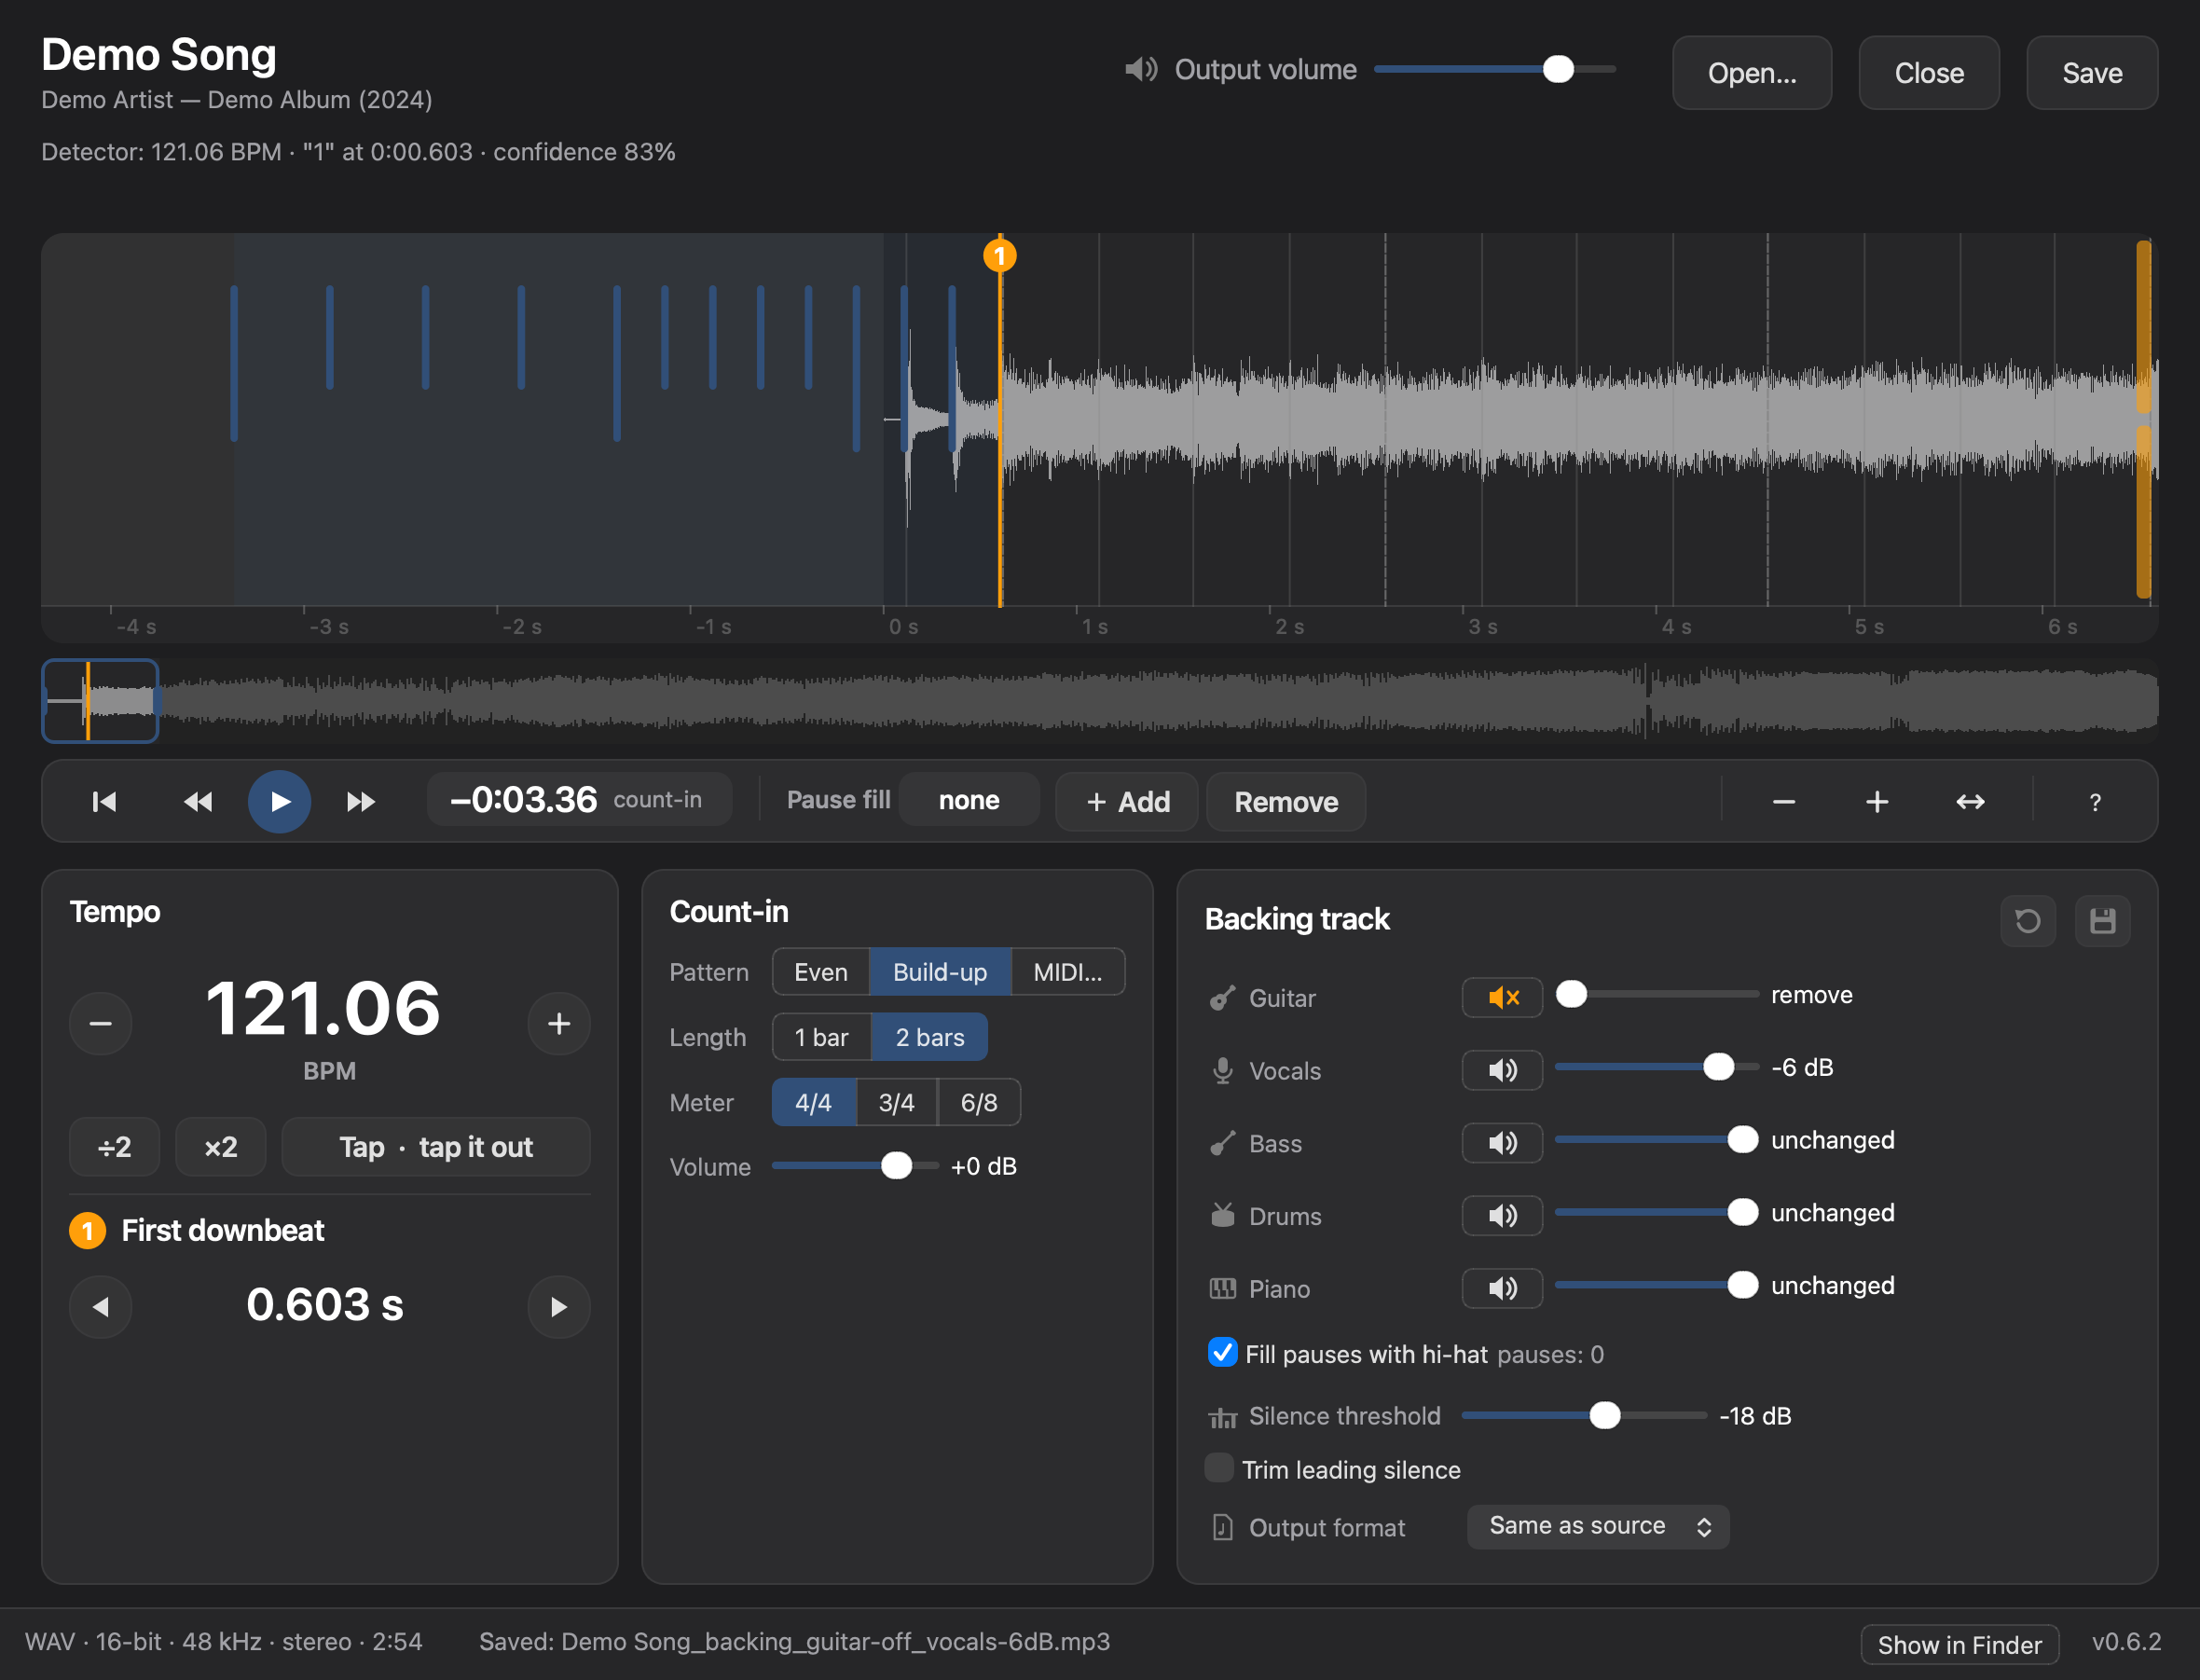 Demo Song
Demo Artist — Demo Album (2024)
Detector: 121.06 BPM · "1" at 0:00.603 · confidence 83%
Output volume
Open...
Close
Save
1
-4 s
-3 s
-2 s
-1 s
0 s
1 s
2 s
3 s
4 s
5 s
6 s
–0:03.36 count-in
Pause fill none
+ Add
Remove
?
Tempo
121.06
BPM
÷2
×2
Tap · tap it out
1 First downbeat
0.603 s
Count-in
Pattern Even Build-up MIDI...
Length 1 bar 2 bars
Meter 4/4 3/4 6/8
Volume +0 dB
Backing track
Guitar remove
Vocals -6 dB
Bass unchanged
Drums unchanged
Piano unchanged
Fill pauses with hi-hat pauses: 0
Silence threshold -18 dB
Trim leading silence
Output format Same as source
WAV · 16-bit · 48 kHz · stereo · 2:54
Saved: Demo Song_backing_guitar-off_vocals-6dB.mp3
Show in Finder
v0.6.2